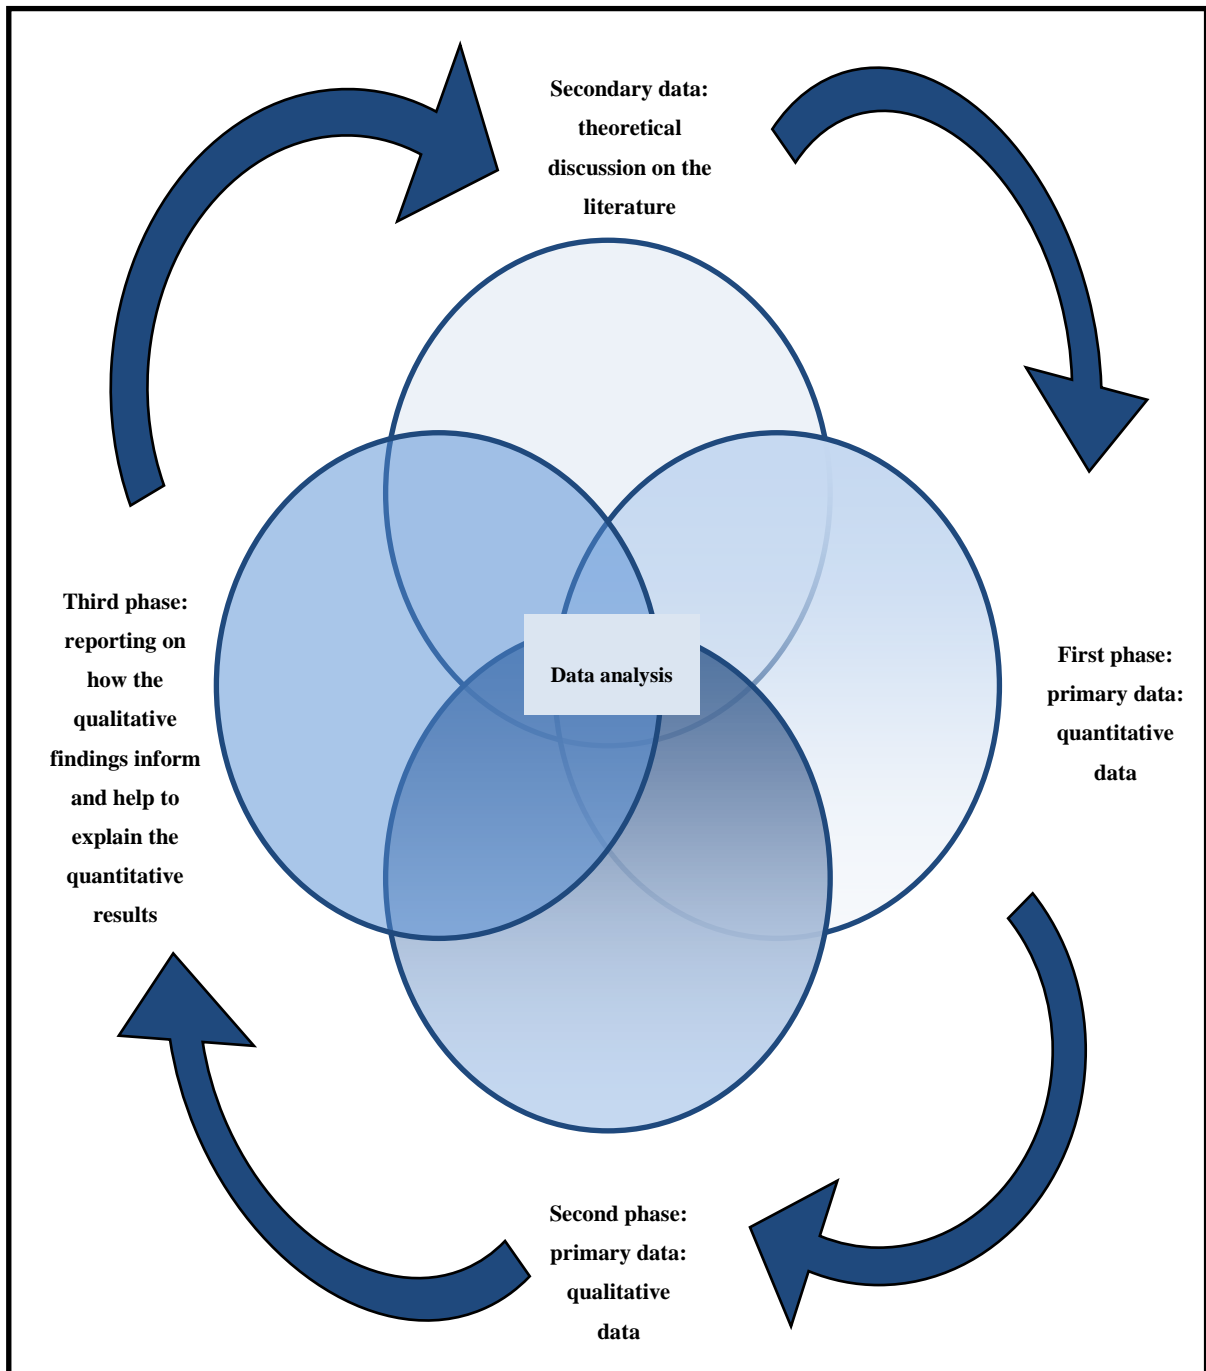 Secondary data:
theoretical
discussion on the
literature
First phase:
primary data:
quantitative
data
Second phase:
primary data:
qualitative
data
Third phase:
reporting on
how the
qualitative
findings inform
and help to
explain the
quantitative
results
Data analysis